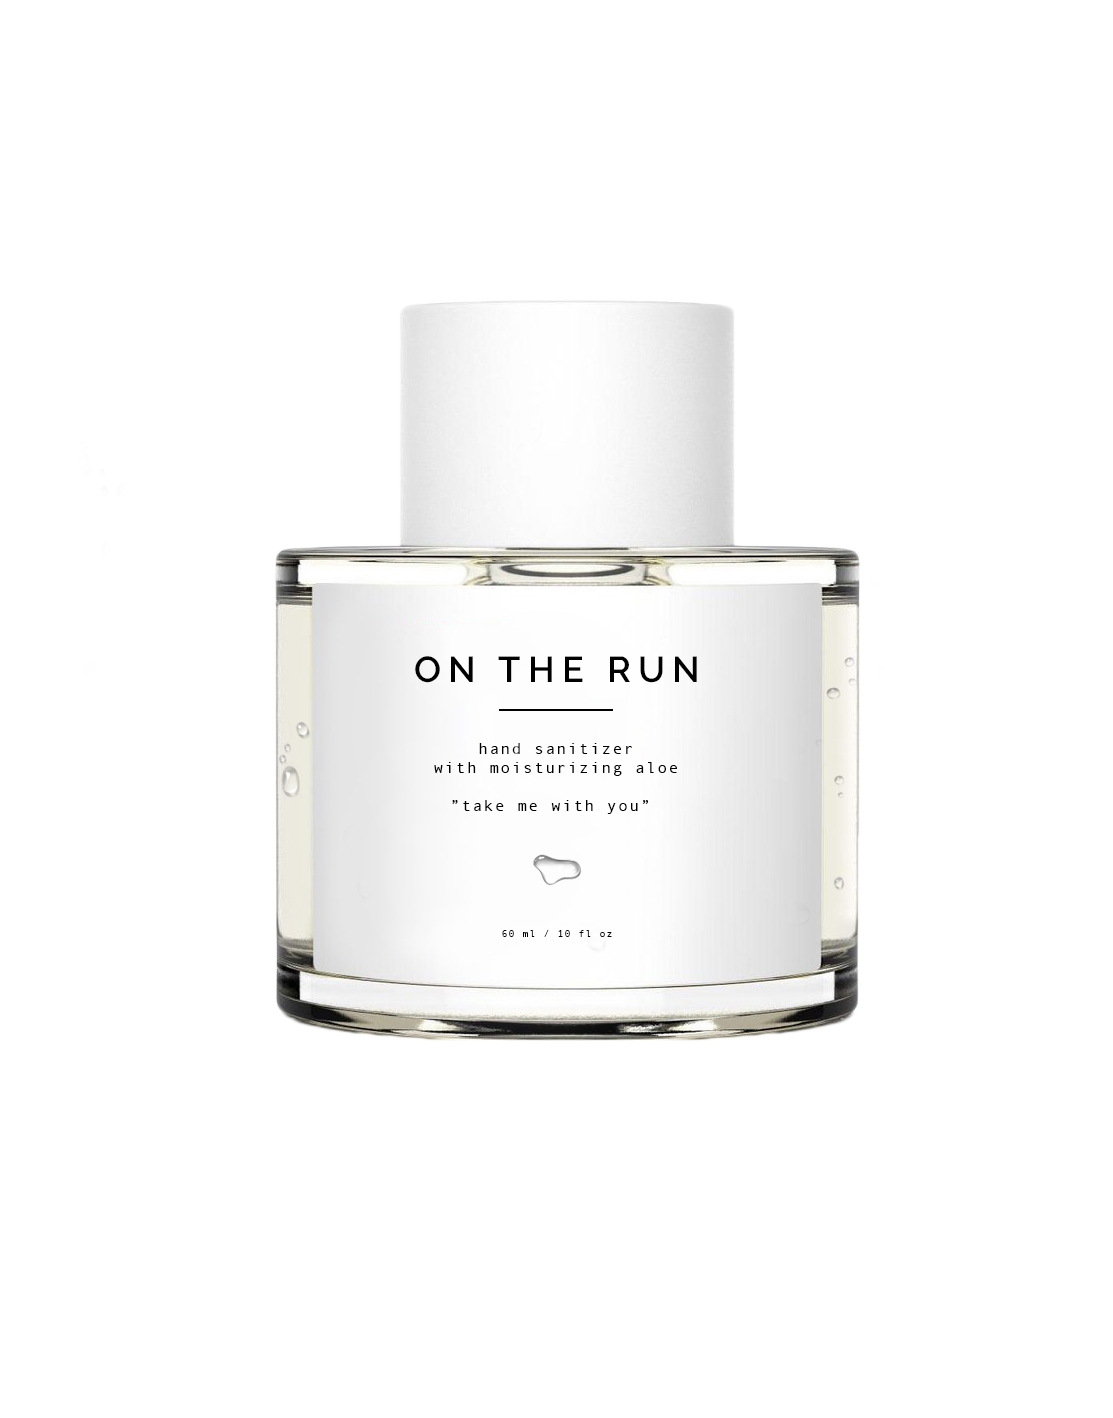 ON THE RUN
hand sanitizer
with moisturizing aloe
”take me with you”
60 ml / 10 fl oz